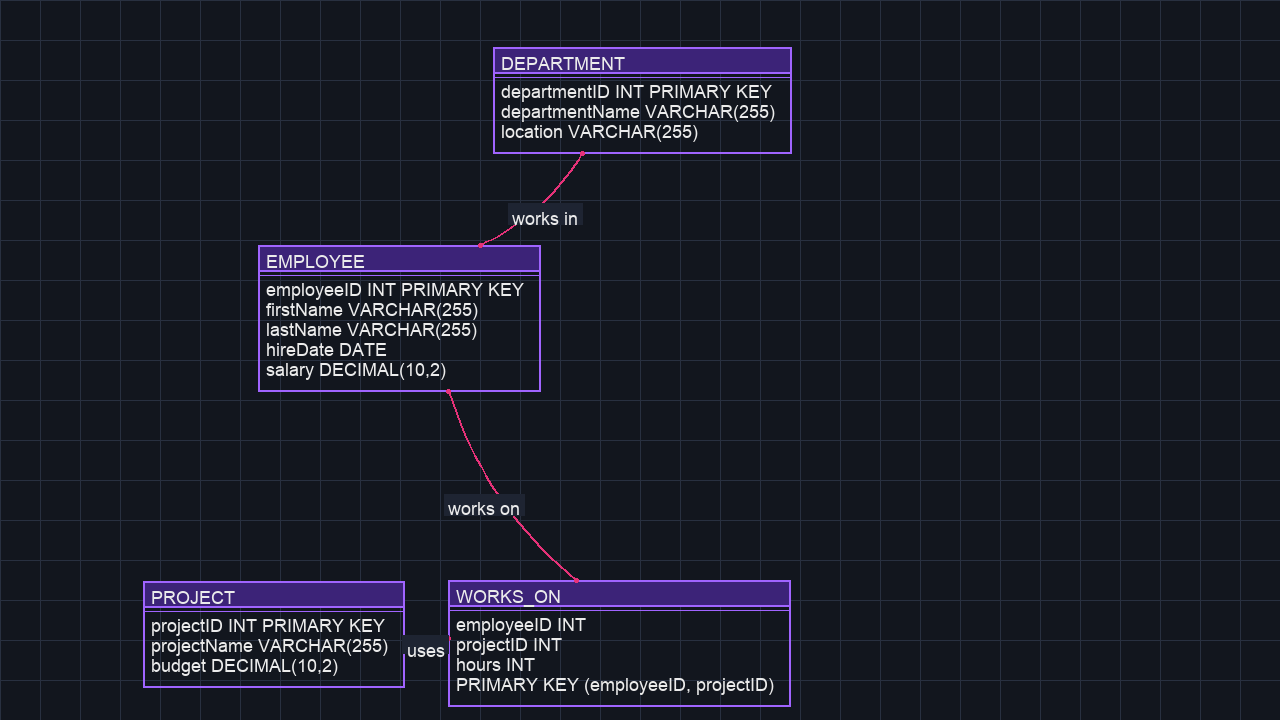 DEPARTMENT
departmentID INT PRIMARY KEY
departmentName VARCHAR(255)
location VARCHAR(255)
works in
EMPLOYEE
employeeID INT PRIMARY KEY
firstName VARCHAR(255)
lastName VARCHAR(255)
hireDate DATE
salary DECIMAL(10,2)
works on
PROJECT
projectID INT PRIMARY KEY
projectName VARCHAR(255)
budget DECIMAL(10,2)
uses
WORKS_ON
employeeID INT
projectID INT
hours INT
PRIMARY KEY (employeeID, projectID)